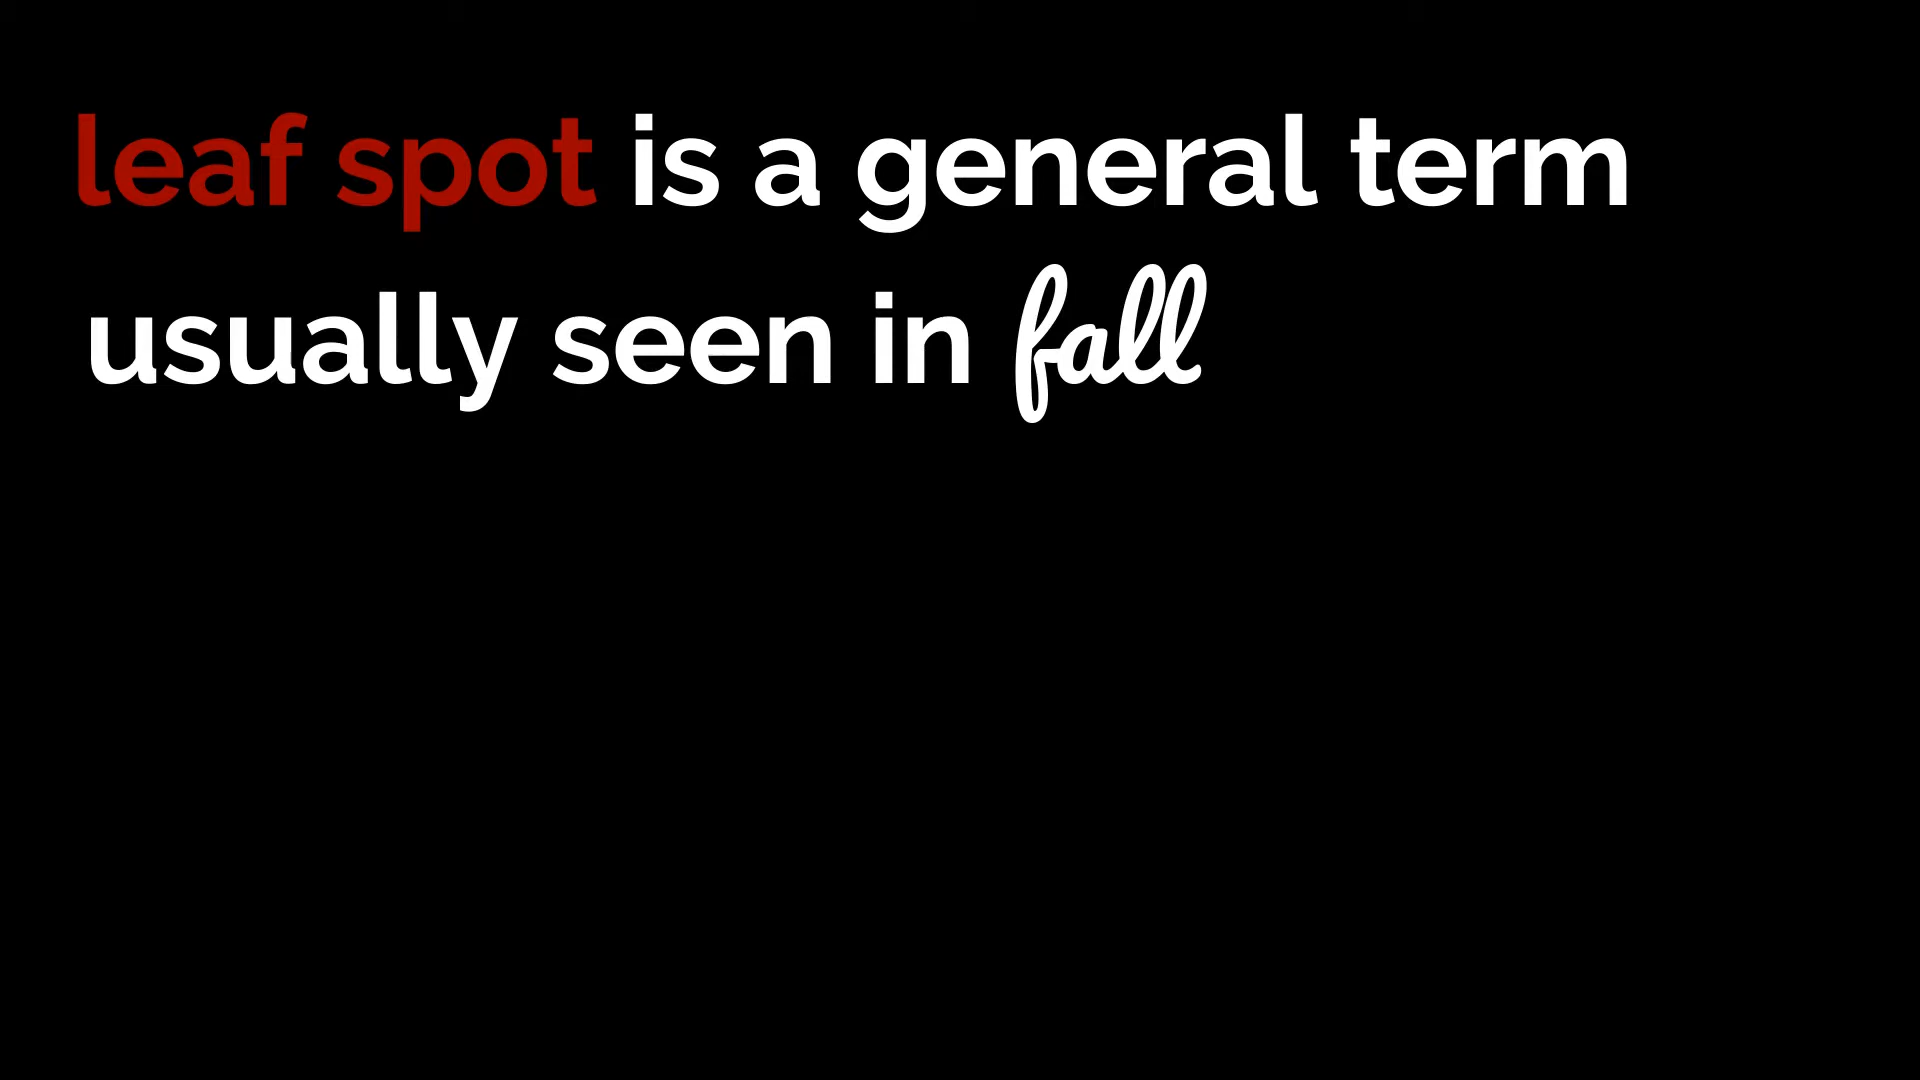 leaf spot is a general term
usually seen in fall